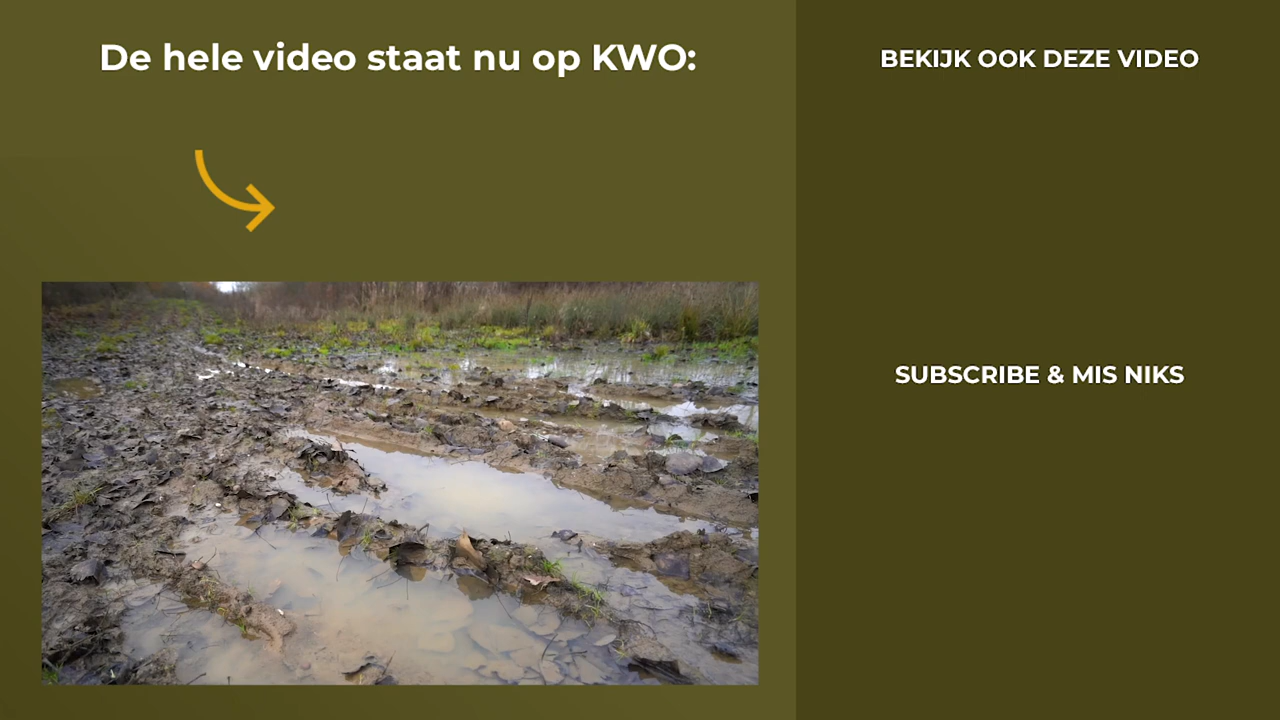 De hele video staat nu op KWO:
BEKIJK OOK DEZE VIDEO
SUBSCRIBE & MIS NIKS